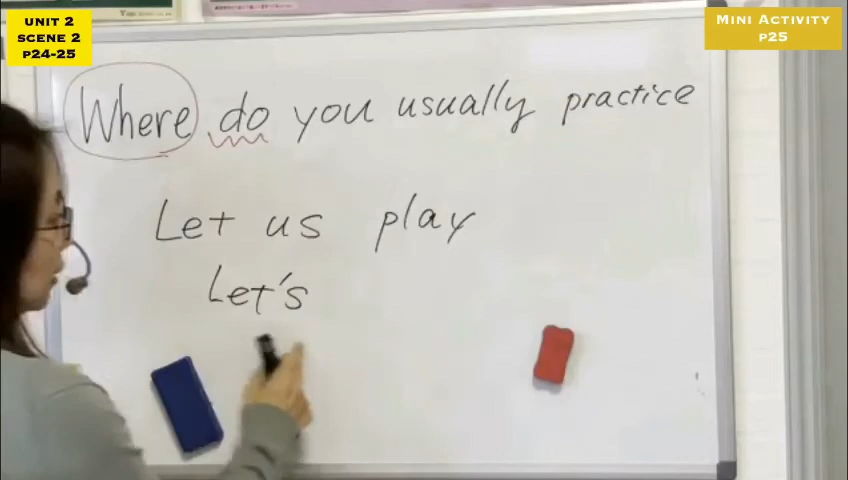 UNIT 2
SCENE 2
P24-25
MINI ACTIVITY
P25
Where do you usually practice
Let us play
Let's